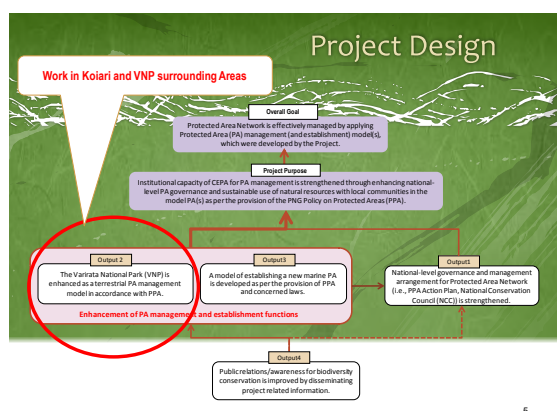 Project Design
Work in Koiari and VNP surrounding Areas
Overall Goal
Protected Area Network is effectively managed by applying
Protected Area (PA) management (and establishment) model(s),
which were developed by the Project.
Project Purpose
Institutional capacity of CEPA for PA management is strengthened through enhancing national-
level PA governance and sustainable use of natural resources with local communities in the
model PA(s) as per the provision of the PNG Policy on Protected Areas (PPA).
Output 2
The Varirata National Park (VNP) is
enhanced as a terrestrial PA management
model in accordance with PPA.
Output3
A model of establishing a new marine PA
is developed as per the provision of PPA
and concerned laws.
Enhancement of PA management and establishment functions
Output1
National-level governance and management
arrangement for Protected Area Network
(i.e., PPA Action Plan, National Conservation
Council (NCC)) is strengthened.
Output4
Public relations/awareness for biodiversity
conservation is improved by disseminating
project related information.
5